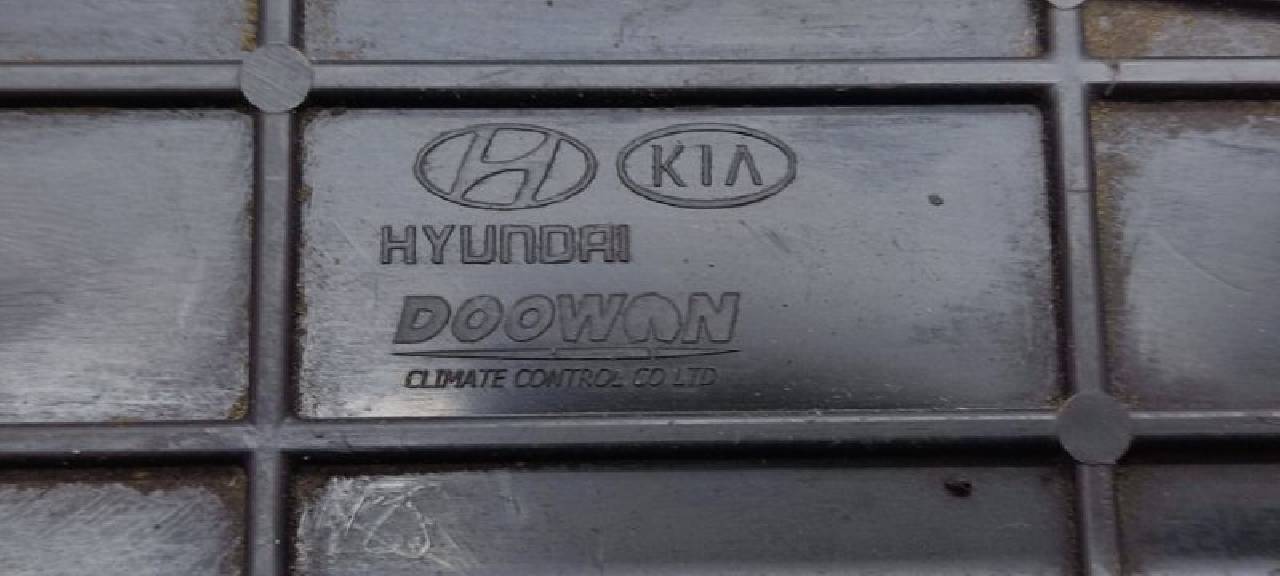 KIA
HYUNDAI
DOOWON
CLIMATE CONTROL CO LTD